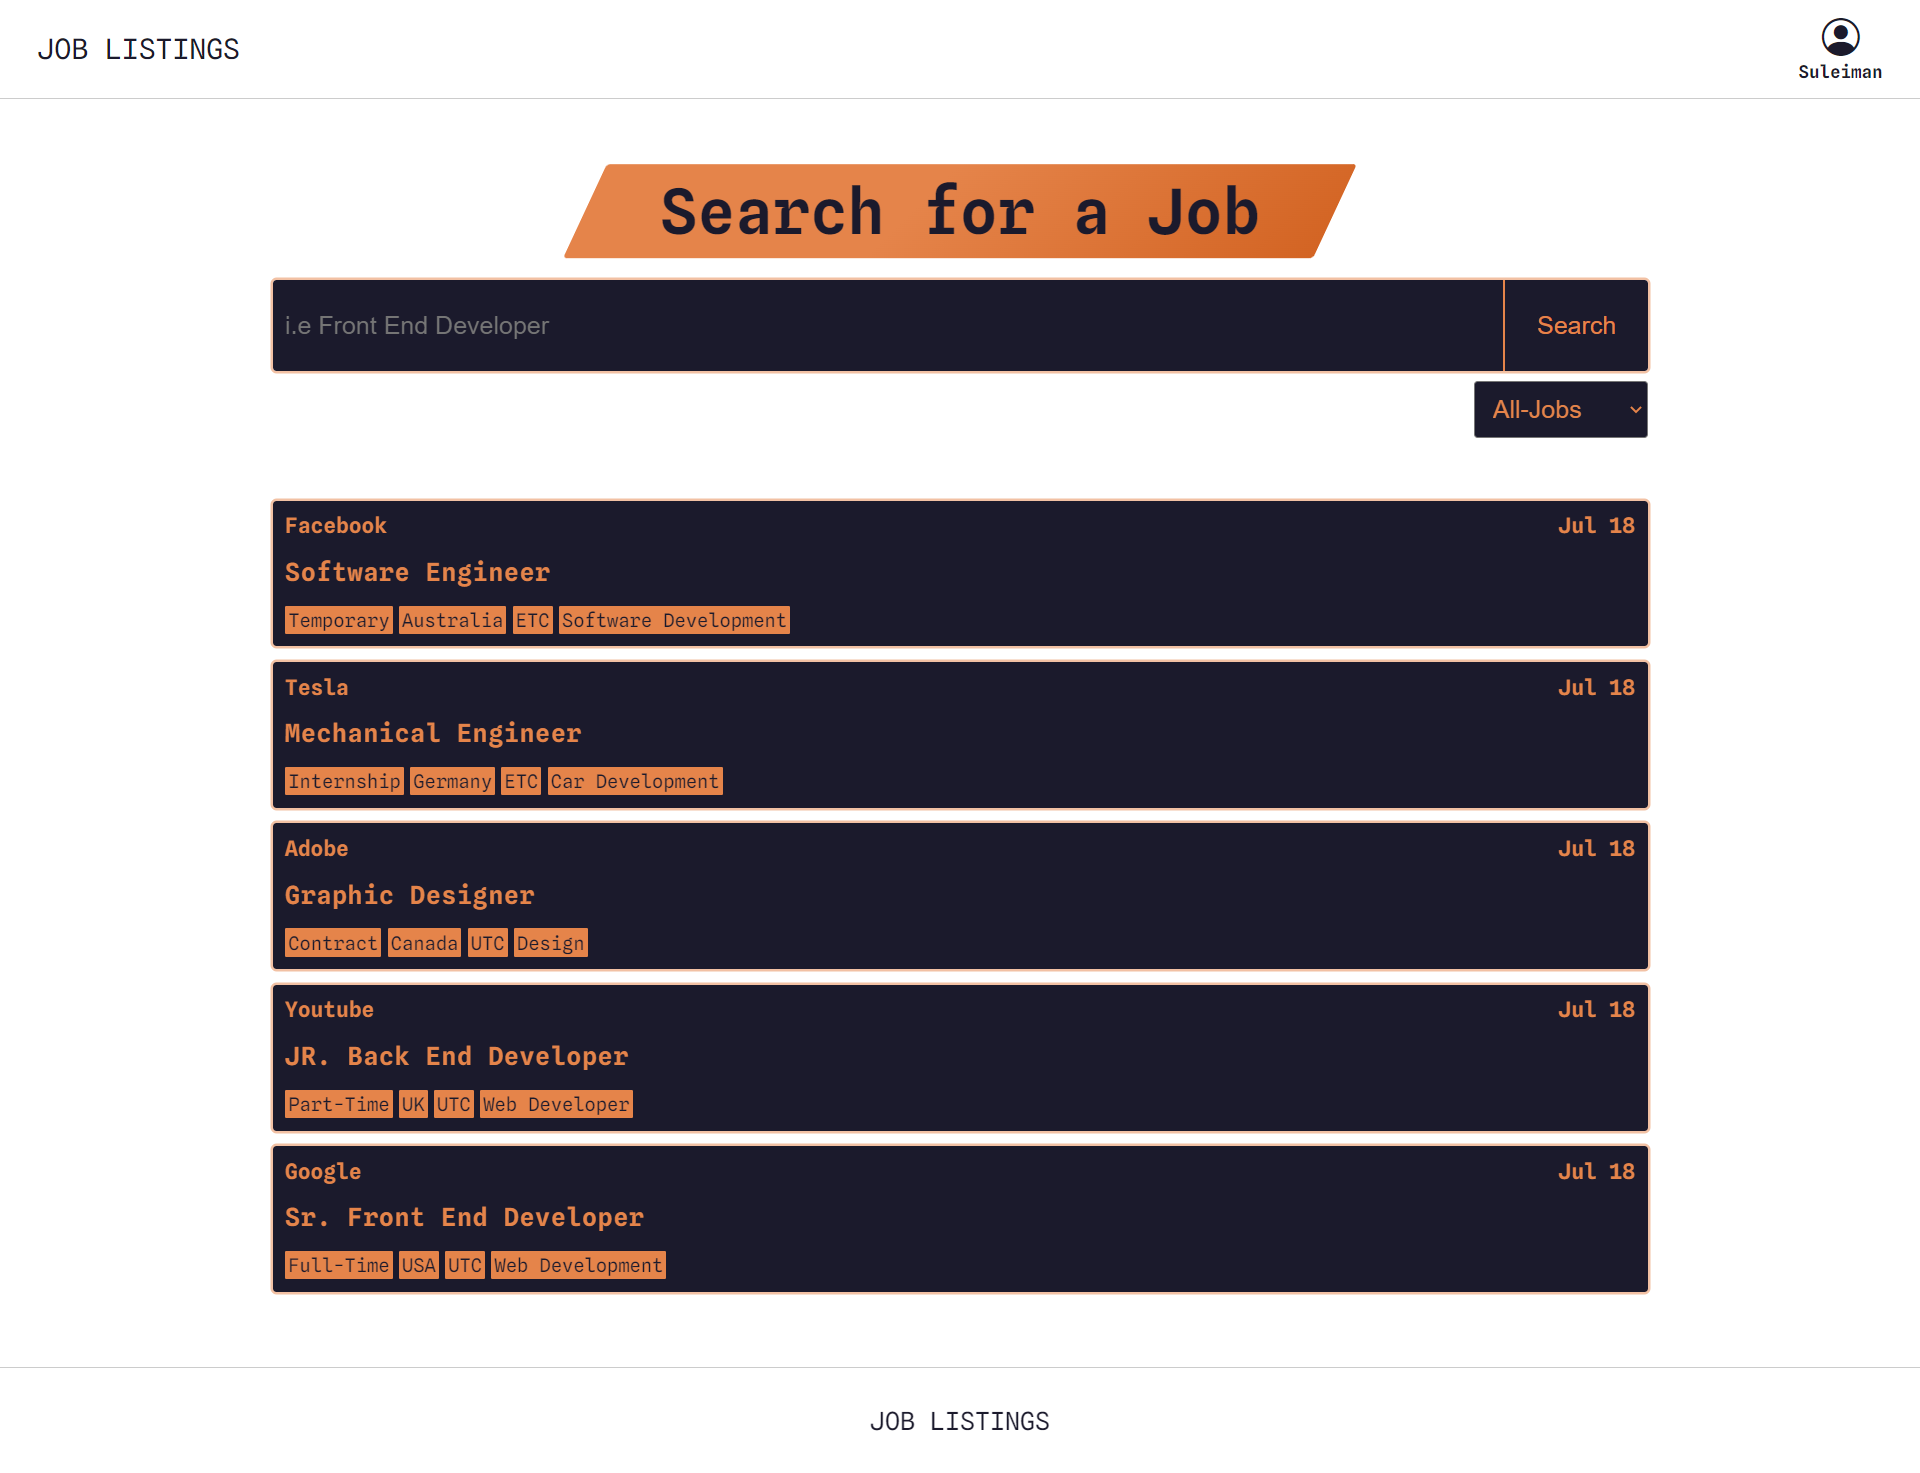 JOB LISTINGS
Suleiman
Search for a Job
i.e Front End Developer
Search
All-Jobs
Facebook
Jul 18
Software Engineer
Temporary Australia ETC Software Development
Tesla
Jul 18
Mechanical Engineer
Internship Germany ETC Car Development
Adobe
Jul 18
Graphic Designer
Contract Canada UTC Design
Youtube
Jul 18
JR. Back End Developer
Part-Time UK UTC Web Developer
Google
Jul 18
Sr. Front End Developer
Full-Time USA UTC Web Development
JOB LISTINGS